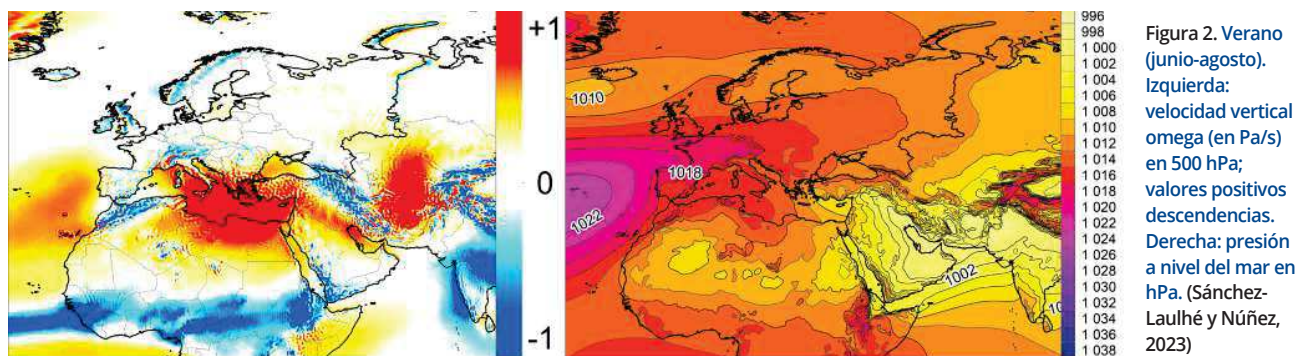 +1
0
-1
1010
1018
1022
1002
996
998
1 000
1 002
1 004
1 006
1 008
1 010
1 012
1 014
1 016
1 018
1 020
1 022
1 024
1 026
1 028
1 030
1 032
1 034
1 036
1 038
Figura 2. Verano
(junio-agosto).
Izquierda:
velocidad vertical
omega (en Pa/s)
en 500 hPa;
valores positivos
descendencias.
Derecha: presión
a nivel del mar en
hPa. (Sánchez-
Laulhé y Núñez,
2023)